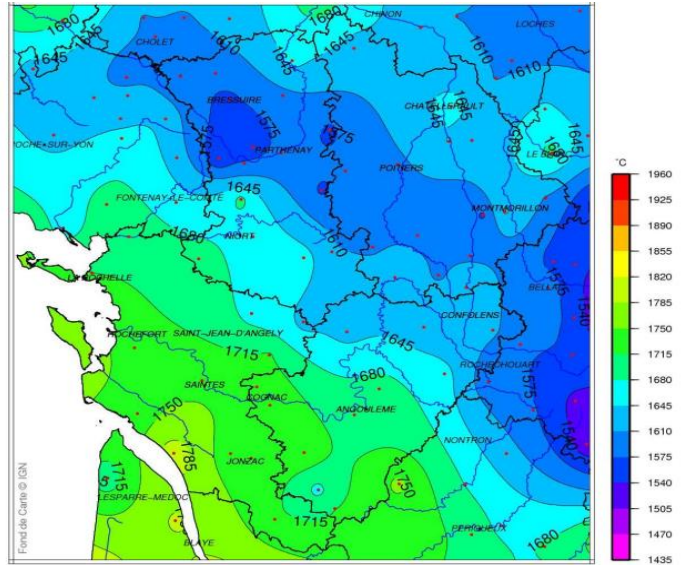 1680
CHINON
LOCHES
1645
CHOLET
1610
1645
1645
1610
1645
1610
BRESSUIRE
CHATELLERAULT
1575
1575
1645
1645
ROCHE-SUR-YON
PARTHENAY
LE BLANC
1680
POITIERS
1645
FONTENAY-LE-COMTE
MONTMORILLON
1680
NIORT
1610
LA ROCHELLE
BELLAC
1575
1540
ROCHEFORT
SAINT-JEAN-D'ANGELY
CONFOLENS
1645
1715
ROCHECHOUART
1680
SAINTES
1575
COGNAC
ANGOULEME
1750
1540
NONTRON
1785
JONZAC
1715
1750
LESPARRE-MEDOC
1715
PERIGUEUX
BLAYE
1680
Fond de Carte © IGN
°C
1960
1925
1890
1855
1820
1785
1750
1715
1680
1645
1610
1575
1540
1505
1470
1435